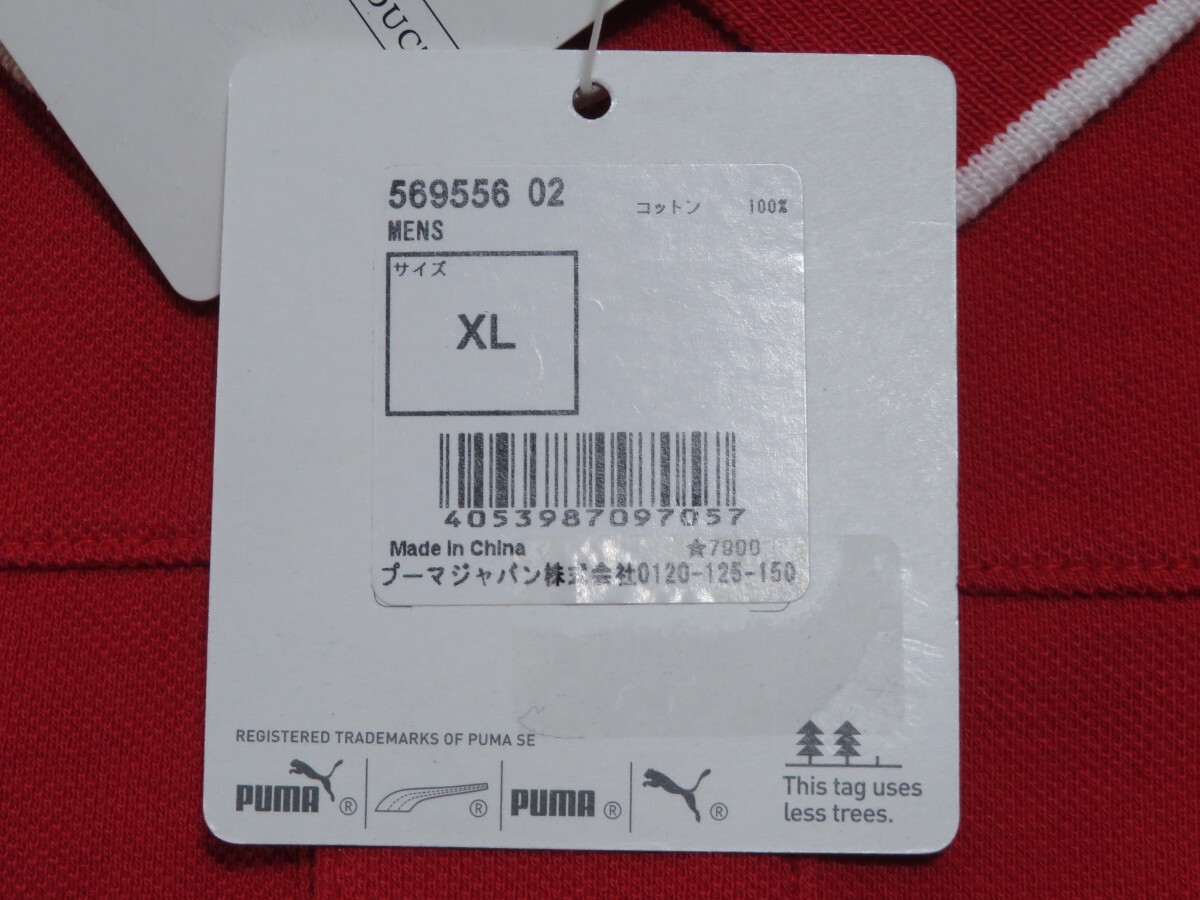 DUC
569556 02
コットン 100%
MENS
サイズ
XL
4053987097057
Made in China ☆7900
プーマジャパン株式会社0120-125-150
REGISTERED TRADEMARKS OF PUMA SE
PUMA® ® PUMA® ®
This tag uses
less trees.